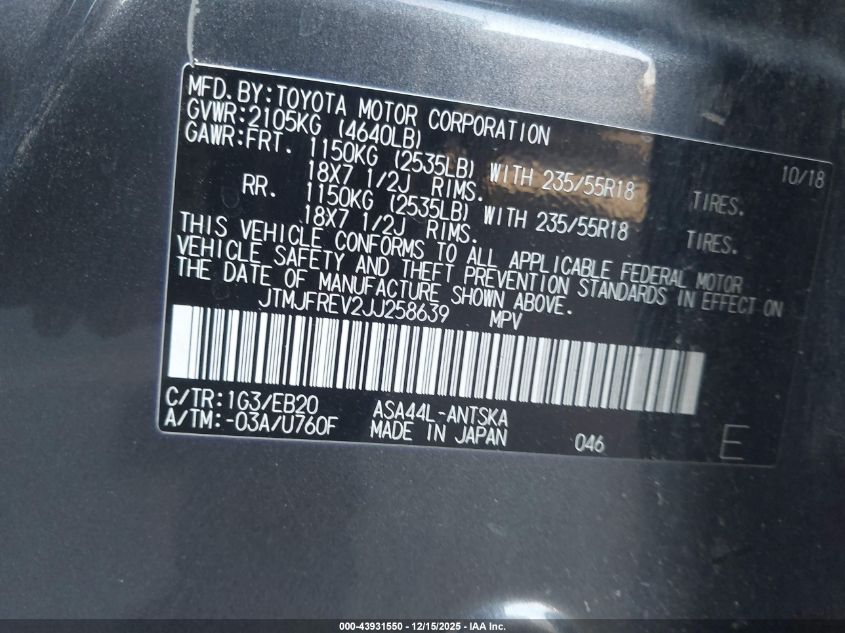 MFD. BY: TOYOTA MOTOR CORPORATION
10/18
GVWR: 2105KG (4640LB)
GAWR: FRT. 1150KG (2535LB) WITH 235/55R18 TIRES.
18X7 1/2J RIMS.
RR. 1150KG (2535LB) WITH 235/55R18 TIRES.
18X7 1/2J RIMS.
THIS VEHICLE CONFORMS TO ALL APPLICABLE FEDERAL MOTOR
VEHICLE SAFETY AND THEFT PREVENTION STANDARDS IN EFFECT ON
THE DATE OF MANUFACTURE SHOWN ABOVE.
JTMJFREV2JJ258639 MPV
C/TR: 1G3/EB20 ASA44L-ANTSKA
A/TM: -03A/U760F MADE IN JAPAN 046 E
000-43931550 - 12/15/2025 - IAA Inc.